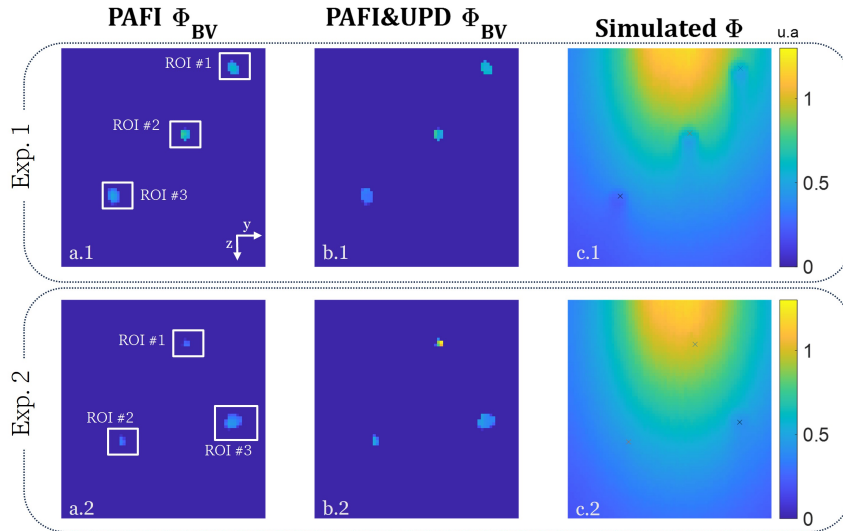 PAFI Φ_BV
PAFI&UPD Φ_BV
Simulated Φ
u.a
Exp. 1
ROI #1
ROI #2
ROI #3
y
z
a.1
b.1
c.1
1
0.5
0
Exp. 2
ROI #1
ROI #2
ROI #3
a.2
b.2
c.2
1
0.5
0